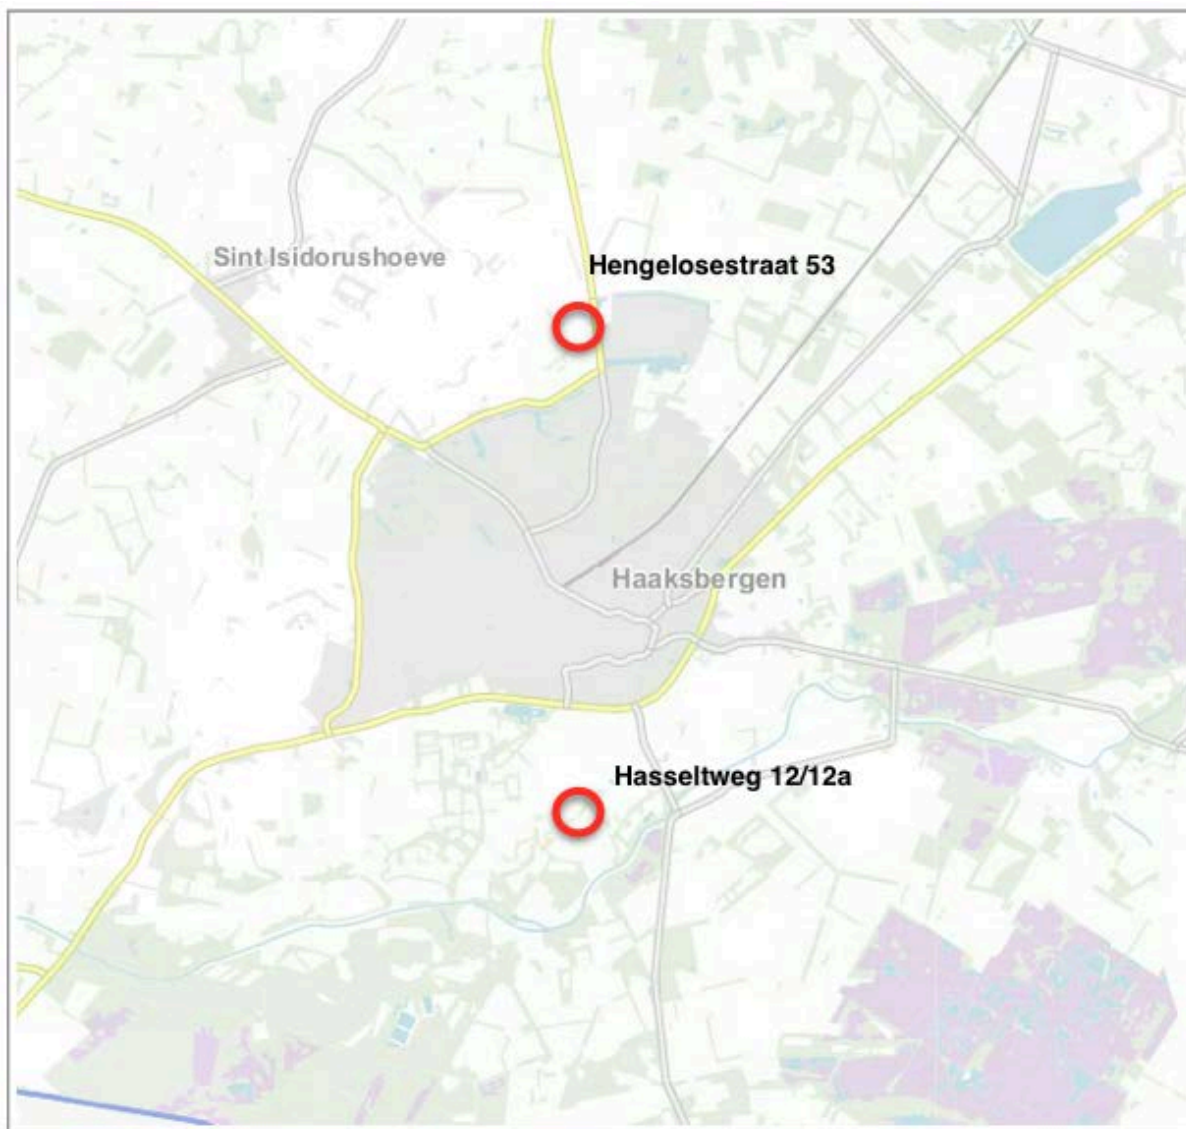 Sint Isidorushoeve
Hengelosestraat 53
Haaksbergen
Hasseltweg 12/12a